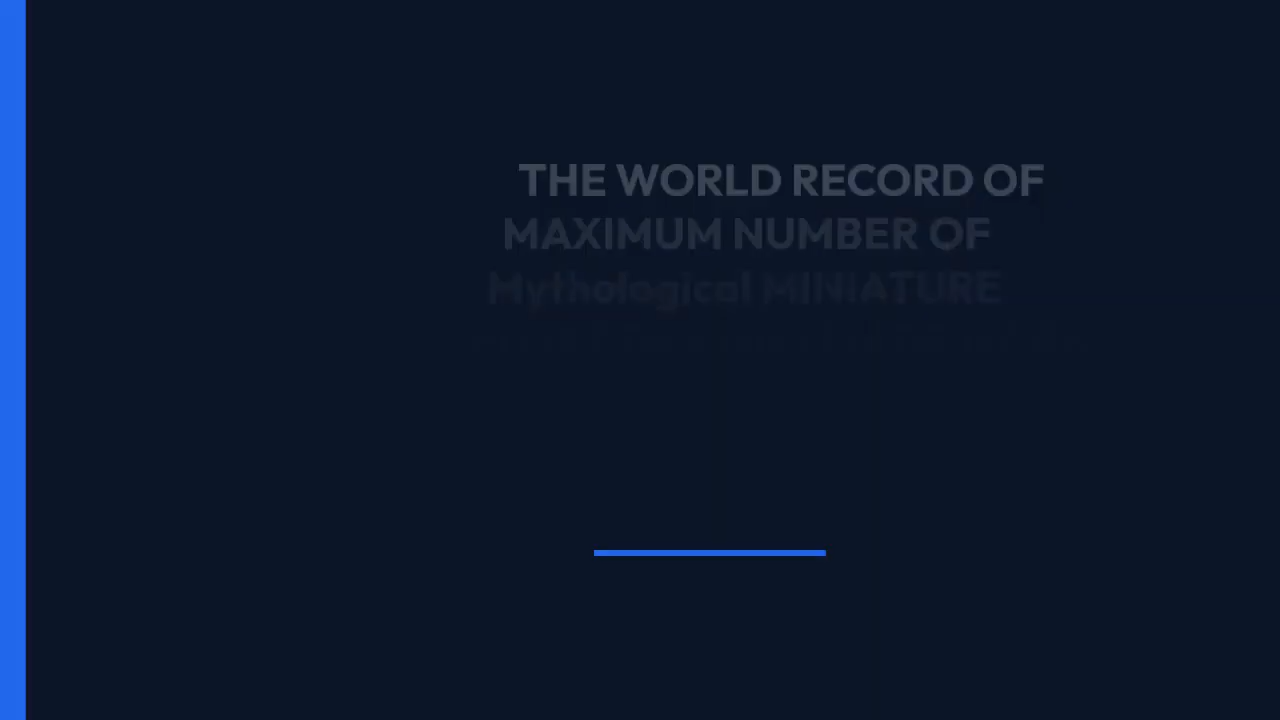 THE WORLD RECORD OF
MAXIMUM NUMBER OF
Mythological MINIATURE